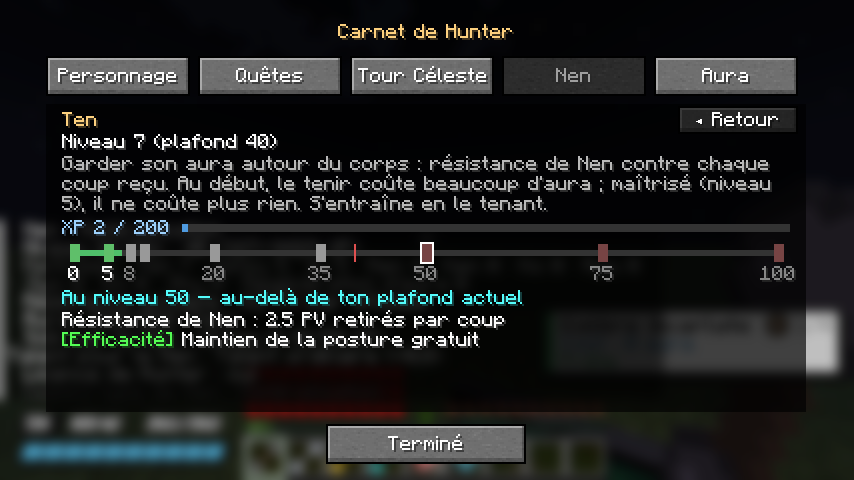 Carnet de Hunter
Personnage
Quêtes
Tour Céleste
Nen
Aura
Ten
◂ Retour
Niveau 7 (plafond 40)
Garder son aura autour du corps : résistance de Nen contre chaque
coup reçu. Au début, le tenir coûte beaucoup d'aura ; maîtrisé (niveau
5), il ne coûte plus rien. S'entraîne en le tenant.
XP 2 / 200
0 5 8 20 35 50 75 100
Au niveau 50 – au-delà de ton plafond actuel
Résistance de Nen : 2.5 PV retirés par coup
[Efficacité] Maintien de la posture gratuit
Terminé